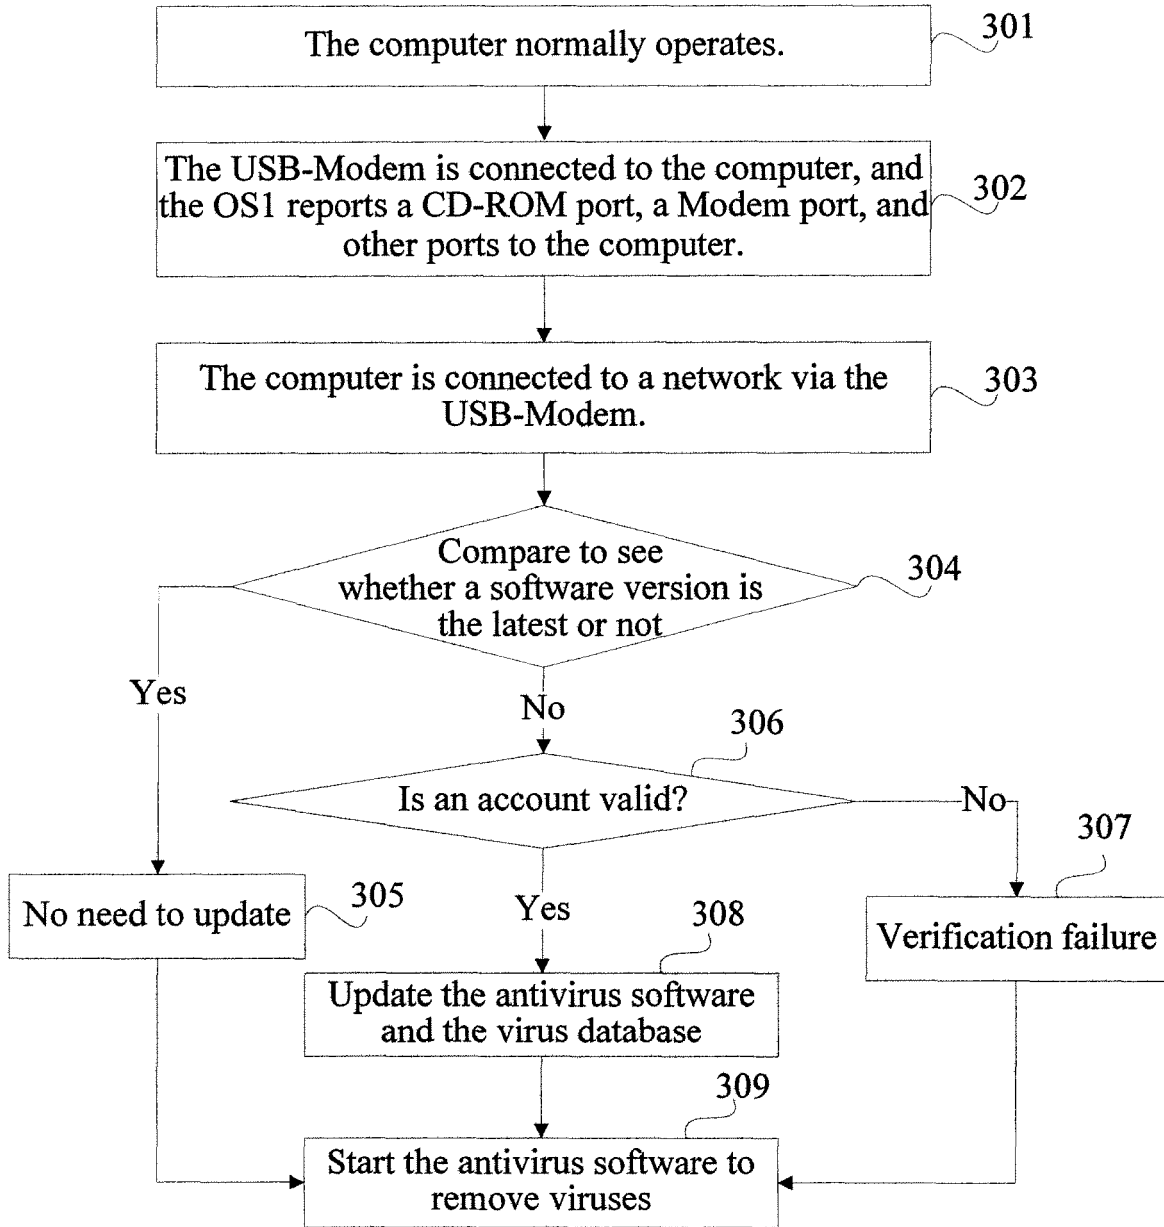 The computer normally operates.
301
The USB-Modem is connected to the computer, and
the OS1 reports a CD-ROM port, a Modem port, and
other ports to the computer.
302
The computer is connected to a network via the
USB-Modem.
303
Compare to see
whether a software version is
the latest or not
304
Yes
No
306
Is an account valid?
No
307
No need to update
305
Yes
308
Verification failure
Update the antivirus software
and the virus database
309
Start the antivirus software to
remove viruses